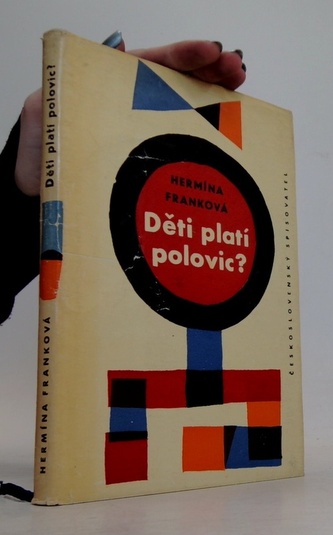 HERMÍNA FRANKOVÁ
Děti platí polovic?
HERMÍNA
FRANKOVÁ
Děti platí
polovic?
ČESKOSLOVENSKÝ SPISOVATEL